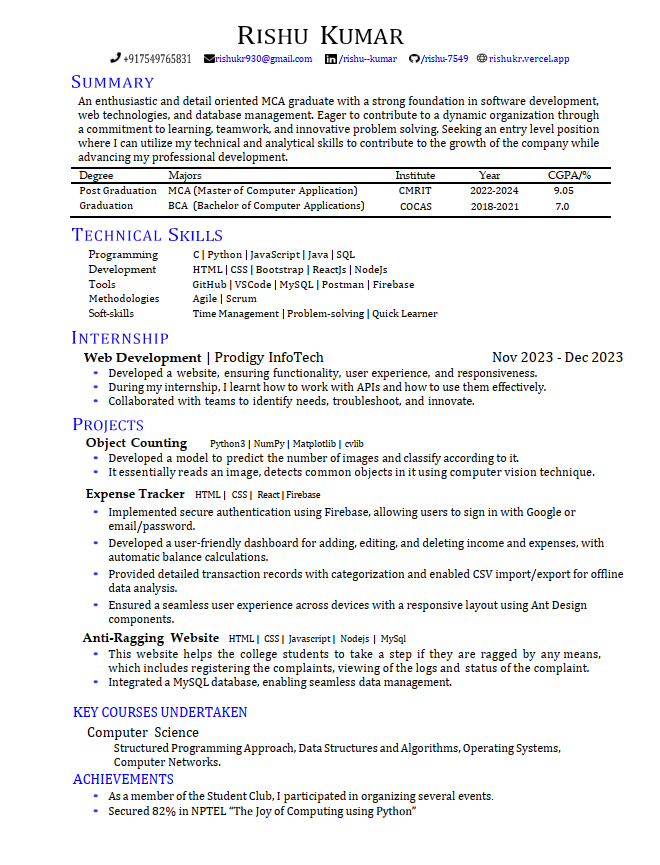 RISHU KUMAR
+917549765831 rishukr930@gmail.com /rishu--kumar /rishu-7549 rishukr.vercel.app
SUMMARY
An enthusiastic and detail oriented MCA graduate with a strong foundation in software development,
web technologies, and database management. Eager to contribute to a dynamic organization through
a commitment to learning, teamwork, and innovative problem solving. Seeking an entry level position
where I can utilize my technical and analytical skills to contribute to the growth of the company while
advancing my professional development.
Degree Majors Institute Year CGPA/%
Post Graduation MCA (Master of Computer Application) CMRIT 2022-2024 9.05
Graduation BCA (Bachelor of Computer Applications) COCAS 2018-2021 7.0
TECHNICAL SKILLS
Programming C | Python | JavaScript | Java | SQL
Development HTML | CSS | Bootstrap | ReactJs | NodeJs
Tools GitHub | VSCode | MySQL | Postman | Firebase
Methodologies Agile | Scrum
Soft-skills Time Management | Problem-solving | Quick Learner
INTERNSHIP
Web Development | Prodigy InfoTech Nov 2023 - Dec 2023
• Developed a website, ensuring functionality, user experience, and responsiveness.
• During my internship, I learnt how to work with APIs and how to use them effectively.
• Collaborated with teams to identify needs, troubleshoot, and innovate.
PROJECTS
Object Counting Python3 | NumPy | Matplotlib | cvlib
• Developed a model to predict the number of images and classify according to it.
• It essentially reads an image, detects common objects in it using computer vision technique.
Expense Tracker HTML | CSS | React | Firebase
• Implemented secure authentication using Firebase, allowing users to sign in with Google or
email/password.
• Developed a user-friendly dashboard for adding, editing, and deleting income and expenses, with
automatic balance calculations.
• Provided detailed transaction records with categorization and enabled CSV import/export for offline
data analysis.
• Ensured a seamless user experience across devices with a responsive layout using Ant Design
components.
Anti-Ragging Website HTML | CSS | Javascript | Nodejs | MySql
• This website helps the college students to take a step if they are ragged by any means,
which includes registering the complaints, viewing of the logs and status of the complaint.
• Integrated a MySQL database, enabling seamless data management.
KEY COURSES UNDERTAKEN
Computer Science
Structured Programming Approach, Data Structures and Algorithms, Operating Systems,
Computer Networks.
ACHIEVEMENTS
• As a member of the Student Club, I participated in organizing several events.
• Secured 82% in NPTEL “The Joy of Computing using Python”